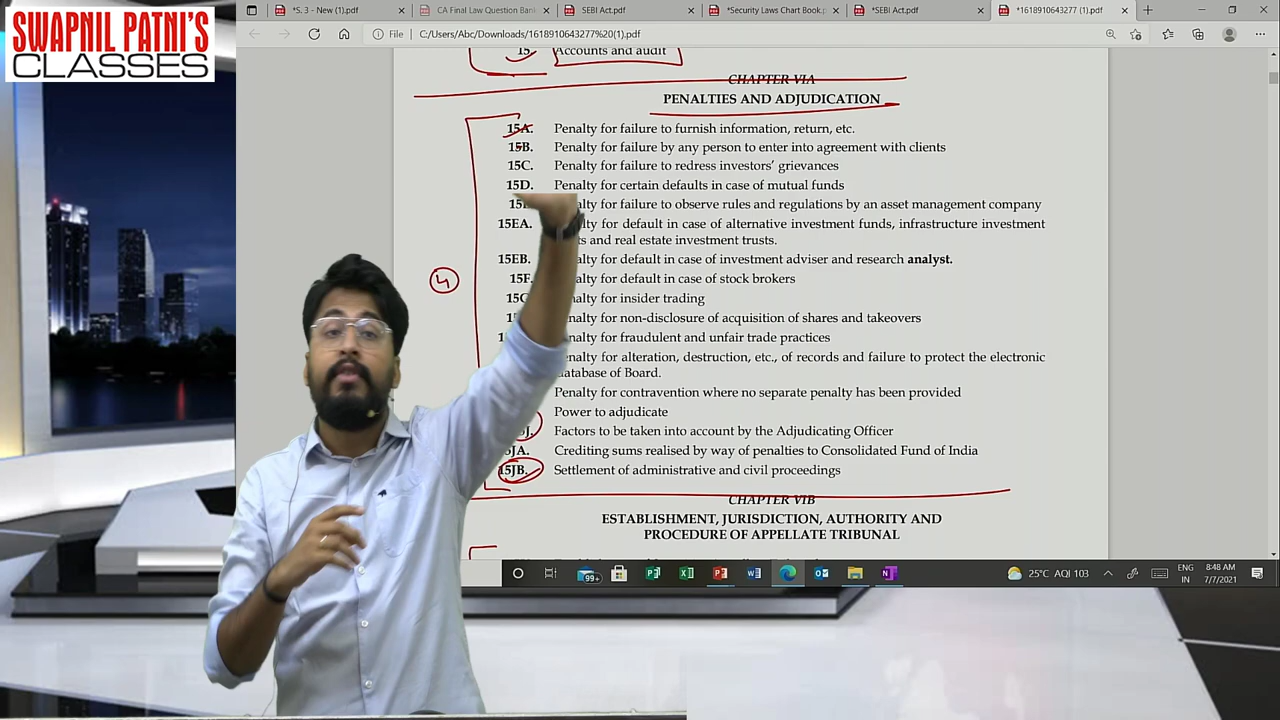 SWAPNIL PATNI'S
CLASSES
*S. 3 - New (1).pdf
CA Final Law Question Bank
SEBI Act.pdf
*Security Laws Chart Book.p
*SEBI Act.pdf
*1618910643277 (1).pdf
File
C:/Users/Abc/Downloads/1618910643277%20(1).pdf
15. Accounts and audit
CHAPTER VIA
PENALTIES AND ADJUDICATION
15A. Penalty for failure to furnish information, return, etc.
15B. Penalty for failure by any person to enter into agreement with clients
15C. Penalty for failure to redress investors' grievances
15D. Penalty for certain defaults in case of mutual funds
for failure to observe rules and regulations by an asset management company
15EA. for default in case of alternative investment funds, infrastructure investment
and real estate investment trusts.
15EB. for default in case of investment adviser and research analyst.
15F. for default in case of stock brokers
for insider trading
for non-disclosure of acquisition of shares and takeovers
for fraudulent and unfair trade practices
for alteration, destruction, etc., of records and failure to protect the electronic
of Board.
Penalty for contravention where no separate penalty has been provided
Power to adjudicate
Factors to be taken into account by the Adjudicating Officer
Crediting sums realised by way of penalties to Consolidated Fund of India
15JB. Settlement of administrative and civil proceedings
4
CHAPTER VIB
ESTABLISHMENT, JURISDICTION, AUTHORITY AND
PROCEDURE OF APPELLATE TRIBUNAL
99+
25°C AQI 103
ENG
IN
8:48 AM
7/7/2021